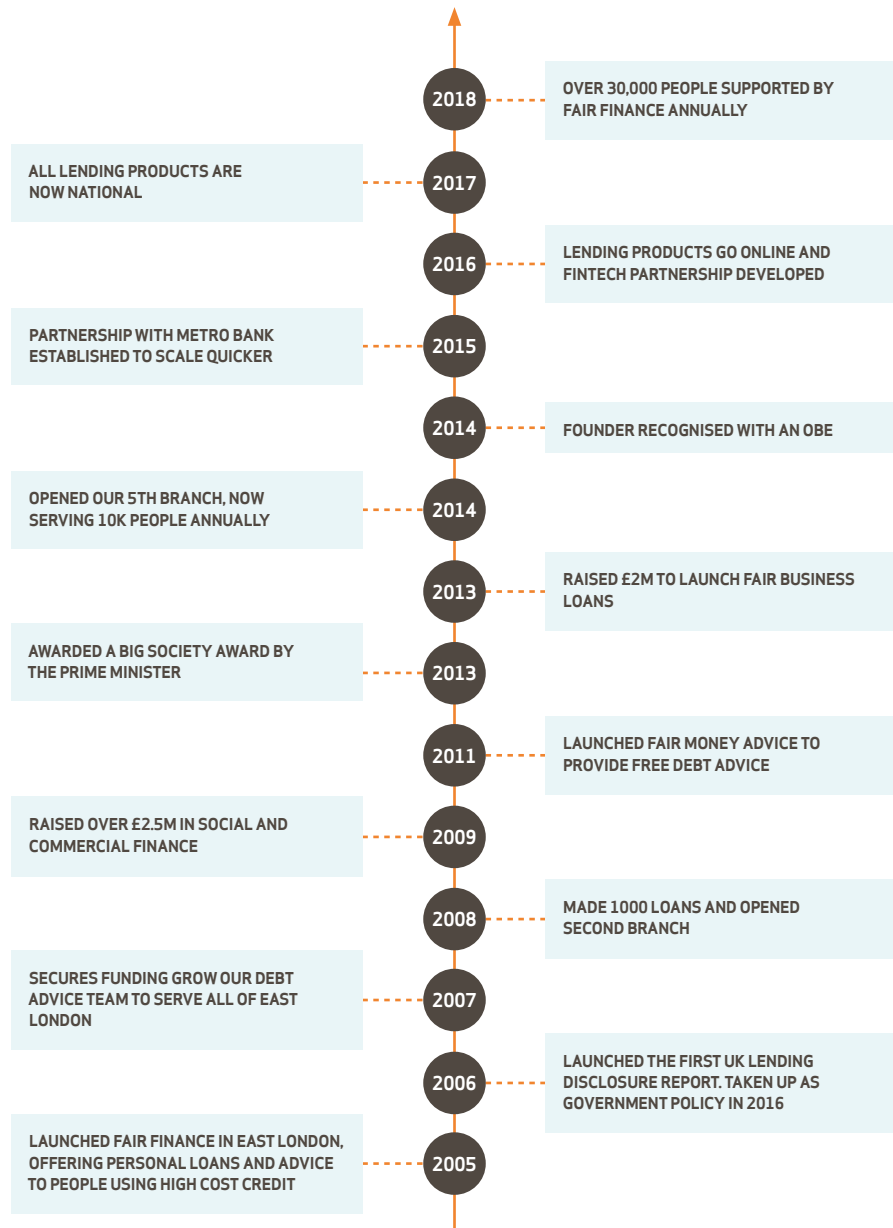 2018
OVER 30,000 PEOPLE SUPPORTED BY
FAIR FINANCE ANNUALLY
ALL LENDING PRODUCTS ARE
NOW NATIONAL
2017
2016
LENDING PRODUCTS GO ONLINE AND
FINTECH PARTNERSHIP DEVELOPED
PARTNERSHIP WITH METRO BANK
ESTABLISHED TO SCALE QUICKER
2015
2014
FOUNDER RECOGNISED WITH AN OBE
OPENED OUR 5TH BRANCH, NOW
SERVING 10K PEOPLE ANNUALLY
2014
2013
RAISED £2M TO LAUNCH FAIR BUSINESS
LOANS
AWARDED A BIG SOCIETY AWARD BY
THE PRIME MINISTER
2013
2011
LAUNCHED FAIR MONEY ADVICE TO
PROVIDE FREE DEBT ADVICE
RAISED OVER £2.5M IN SOCIAL AND
COMMERCIAL FINANCE
2009
2008
MADE 1000 LOANS AND OPENED
SECOND BRANCH
SECURES FUNDING GROW OUR DEBT
ADVICE TEAM TO SERVE ALL OF EAST
LONDON
2007
2006
LAUNCHED THE FIRST UK LENDING
DISCLOSURE REPORT. TAKEN UP AS
GOVERNMENT POLICY IN 2016
LAUNCHED FAIR FINANCE IN EAST LONDON,
OFFERING PERSONAL LOANS AND ADVICE
TO PEOPLE USING HIGH COST CREDIT
2005